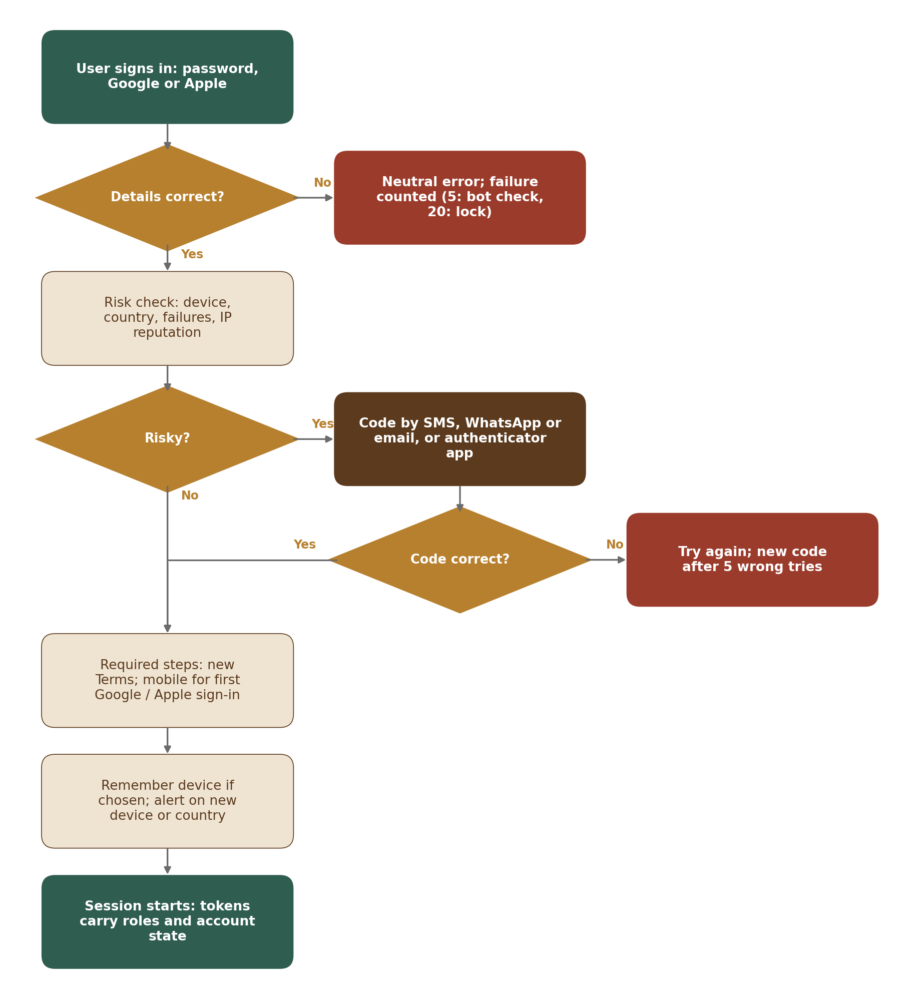 User signs in: password,
Google or Apple
Details correct?
No
Neutral error; failure
counted (5: bot check,
20: lock)
Yes
Risk check: device,
country, failures, IP
reputation
Risky?
Yes
Code by SMS, WhatsApp or
email, or authenticator
app
No
Yes
Code correct?
No
Try again; new code
after 5 wrong tries
Required steps: new
Terms; mobile for first
Google / Apple sign-in
Remember device if
chosen; alert on new
device or country
Session starts: tokens
carry roles and account
state